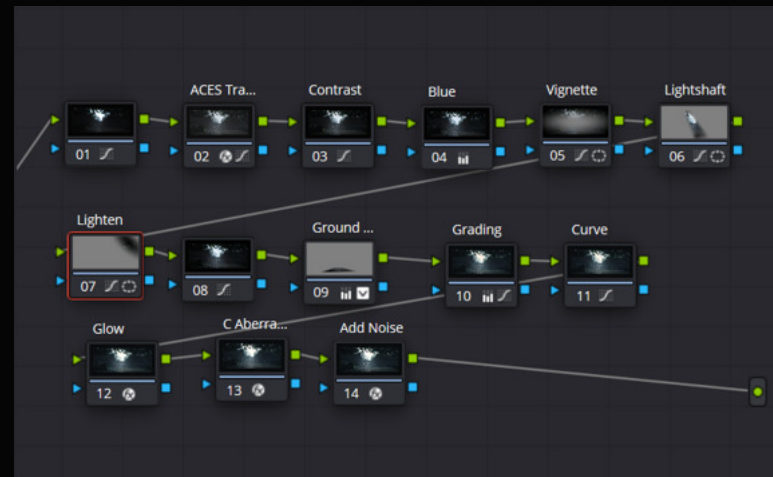 ACES Tra...
Contrast
Blue
Vignette
Lightshaft
01
02
03
04
05
06
Lighten
Ground ...
Grading
Curve
07
08
09
10
11
Glow
C Aberra...
Add Noise
12
13
14